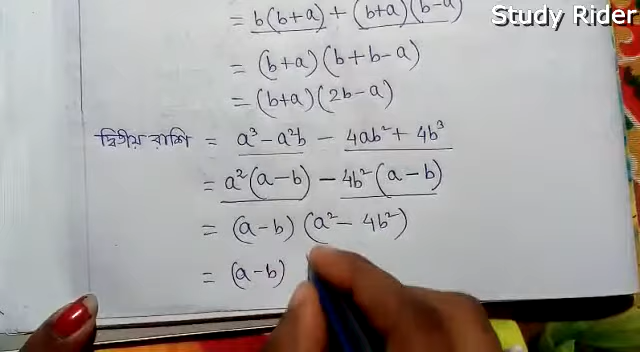 Study Rider
= b(b+a) + (b+a)(b-a)
= (b+a)(b+b-a)
= (b+a)(2b-a)
দ্বিতীয় রাশি = a³-a²b - 4ab²+4b³
= a²(a-b) - 4b²(a-b)
= (a-b)(a²-4b²)
= (a-b)